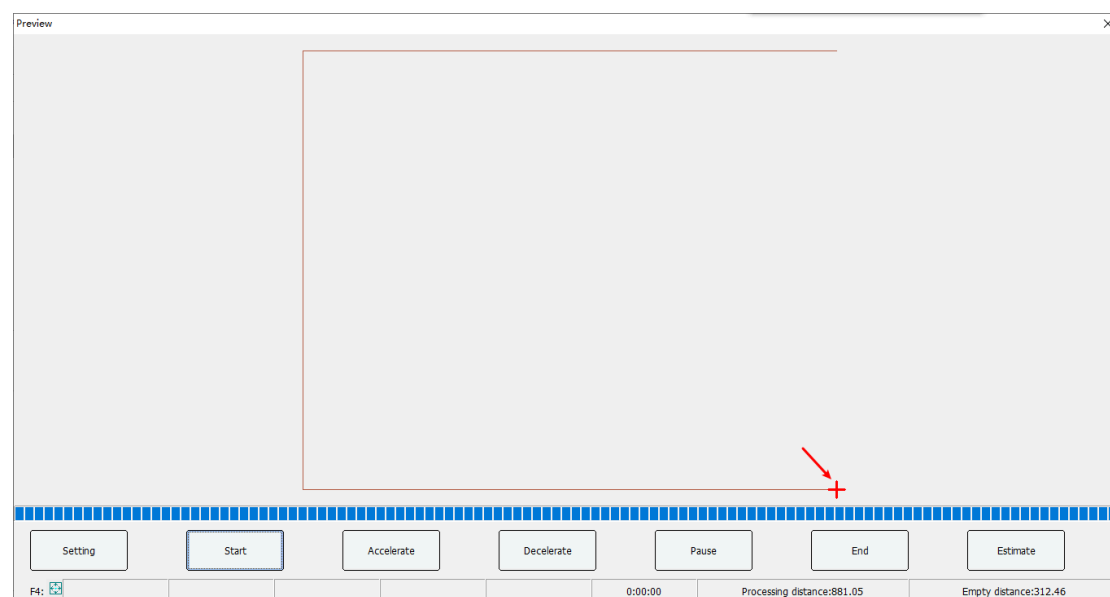 Preview
Setting Start Accelerate Decelerate Pause End Estimate
F4: 0:00:00 Processing distance:881.05 Empty distance:312.46